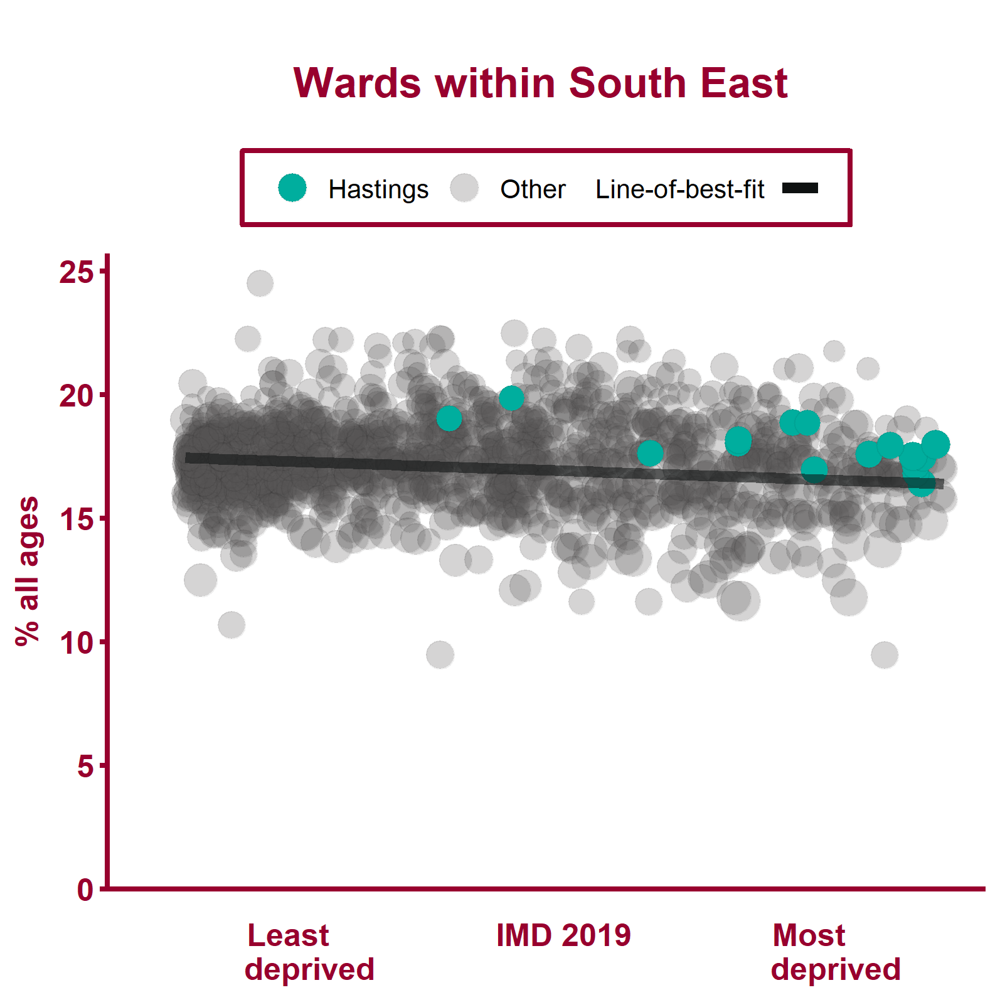 Wards within South East
Hastings Other Line-of-best-fit
25
20
15
10
5
0
% all ages
Least deprived
IMD 2019
Most deprived